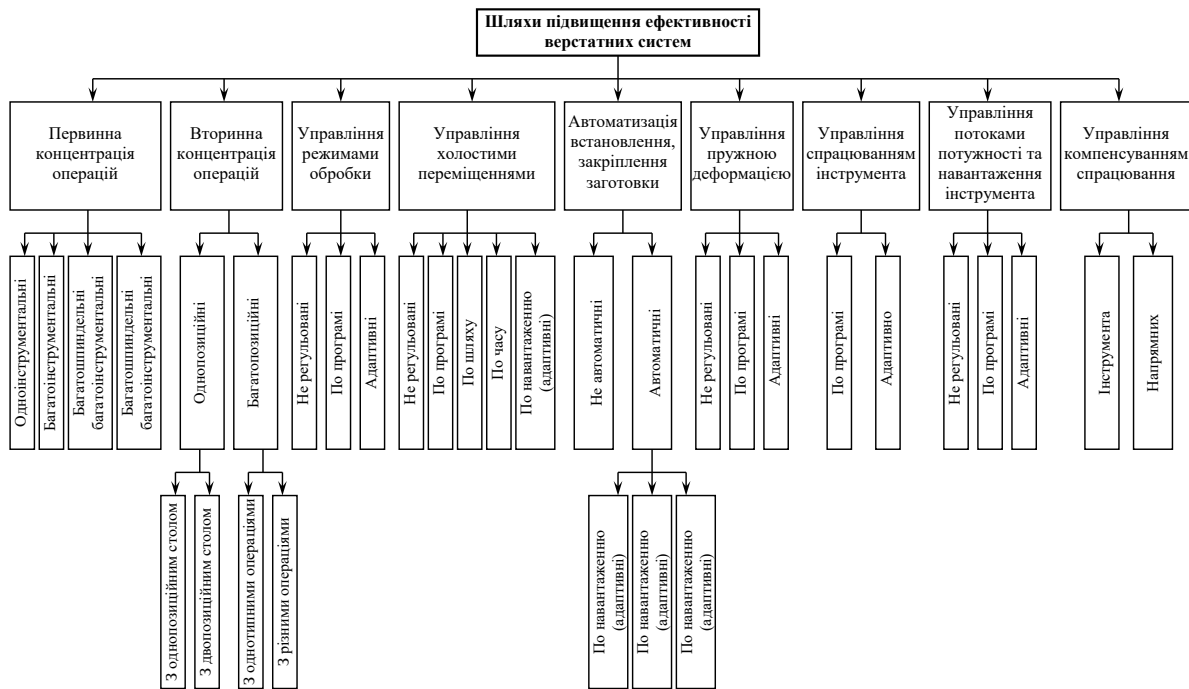 Шляхи підвищення ефективності
верстатних систем
Первинна
концентрація
операцій
Вторинна
концентрація
операцій
Управління
режимами
обробки
Управління
холостими
переміщеннями
Автоматизація
встановлення,
закріплення
заготовки
Управління
пружною
деформацією
Управління
спрацюванням
інструмента
Управління
потоками
потужності та
навантаження
інструмента
Управління
компенсуванням
спрацювання
Одноінструментальні
Багатоінструментальні
Багатошпиндельні
багатоінструментальні
Багатошпиндельні
багатоінструментальні
Однопозиційні
Багатопозиційні
Не регульовані
По програмі
Адаптивні
Не регульовані
По програмі
По шляху
По часу
По навантаженню
(адаптивні)
Не автоматичні
Автоматичні
Не регульовані
По програмі
Адаптивні
По програмі
Адаптивно
Не регульовані
По програмі
Адаптивні
Інструмента
Напрямних
З однопозиційним столом
З двопозиційним столом
З однотипними операціями
З різними операціями
По навантаженню
(адаптивні)
По навантаженню
(адаптивні)
По навантаженню
(адаптивні)